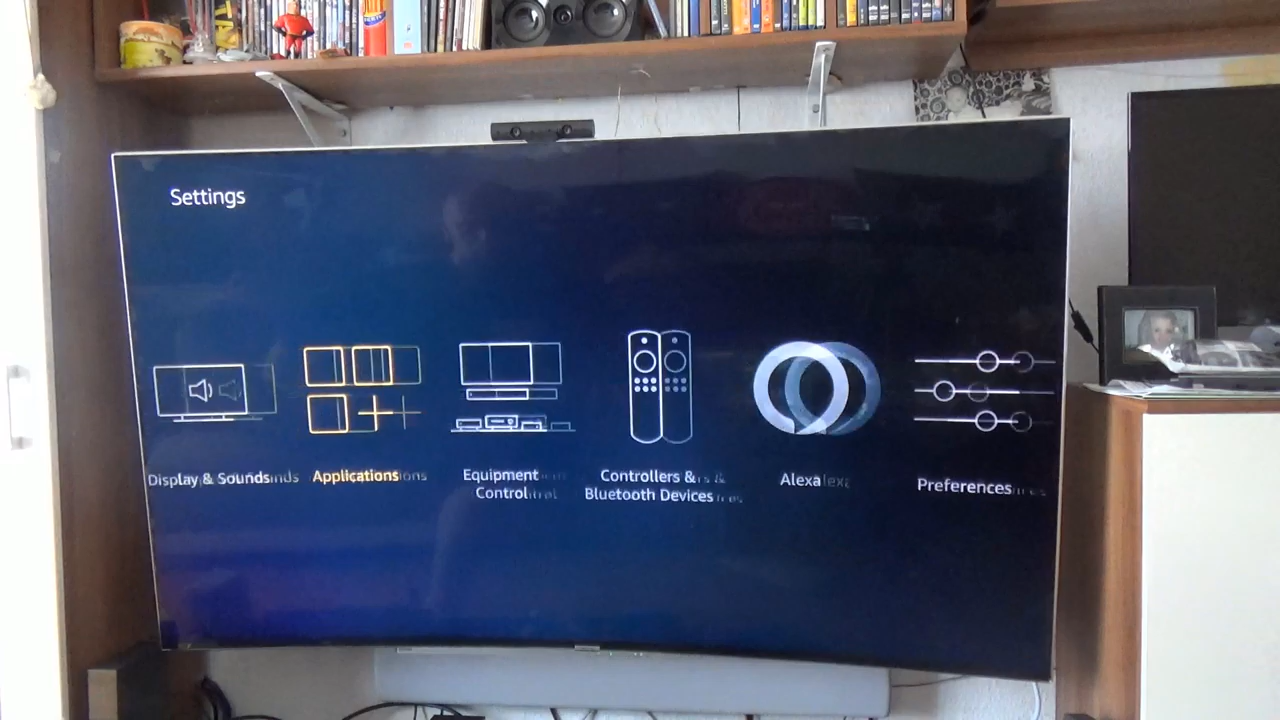 Settings
Display & Sounds
Applications
Equipment
Control
Controllers &
Bluetooth Devices
Alexa
Preferences